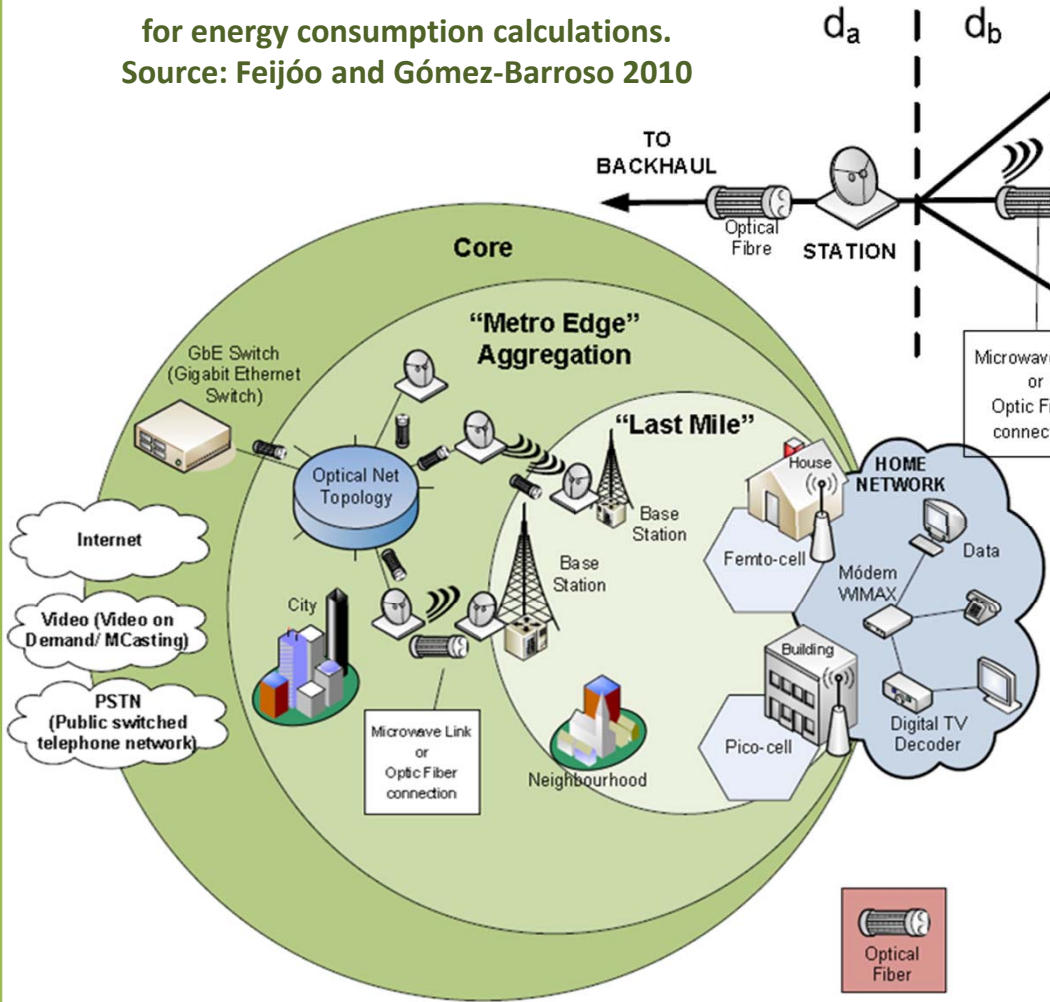 for energy consumption calculations.
Source: Feijóo and Gómez-Barroso 2010
da
db
TO
BACKHAUL
Optical
Fibre
STATION
Microwave
or
Optic
Core
"Metro Edge"
Aggregation
GbE Switch
(Gigabit Ethernet
Switch)
"Last Mile"
Optical Net
Topology
House
HOME
NETWORK
Internet
Base
Station
Base
Station
Femto-cell
Data
Módem
WIMAX
City
Video (Video on
Demand/ MCasting)
Building
PSTN
(Public switched
telephone network)
Microwave Link
or
Optic Fiber
connection
Neighbourhood
Pico-cell
Digital TV
Decoder
Optical
Fiber